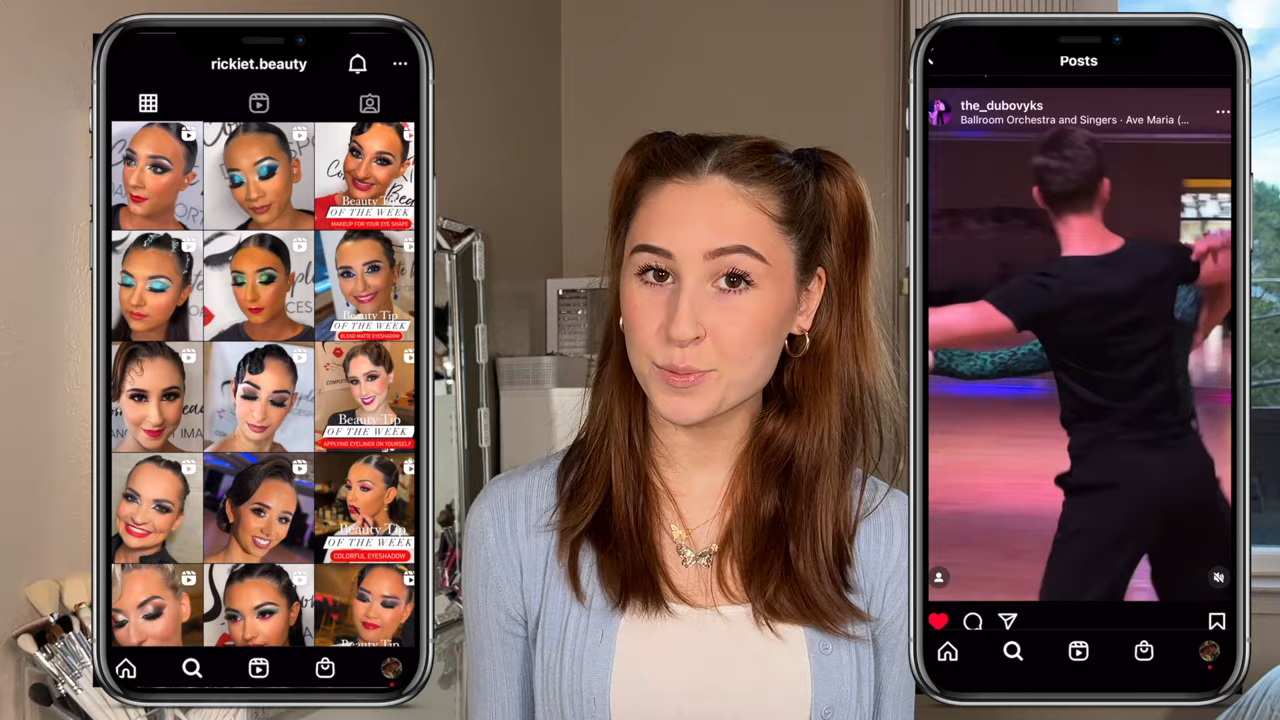 rickiet.beauty
Beauty
OF THE WEEK
MAKEUP FOR YOUR EYE SHAPE
Beauty Tip
OF THE WEEK
BLEND MATTE EYESHADOW
Beauty Tip
OF THE WEEK
APPLYING EYELINER ON YOURSELF
Beauty Tip
OF THE WEEK
COLORFUL EYESHADOW
Beauty Tip
Posts
the_dubovyks
Ballroom Orchestra and Singers · Ave Maria (...